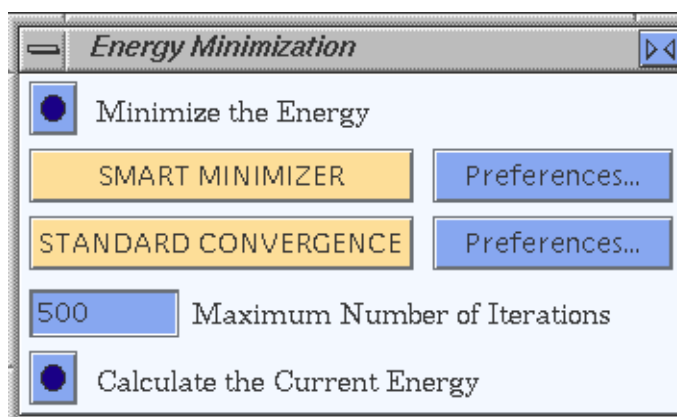 Energy Minimization
Minimize the Energy
SMART MINIMIZER Preferences...
STANDARD CONVERGENCE Preferences...
500 Maximum Number of Iterations
Calculate the Current Energy